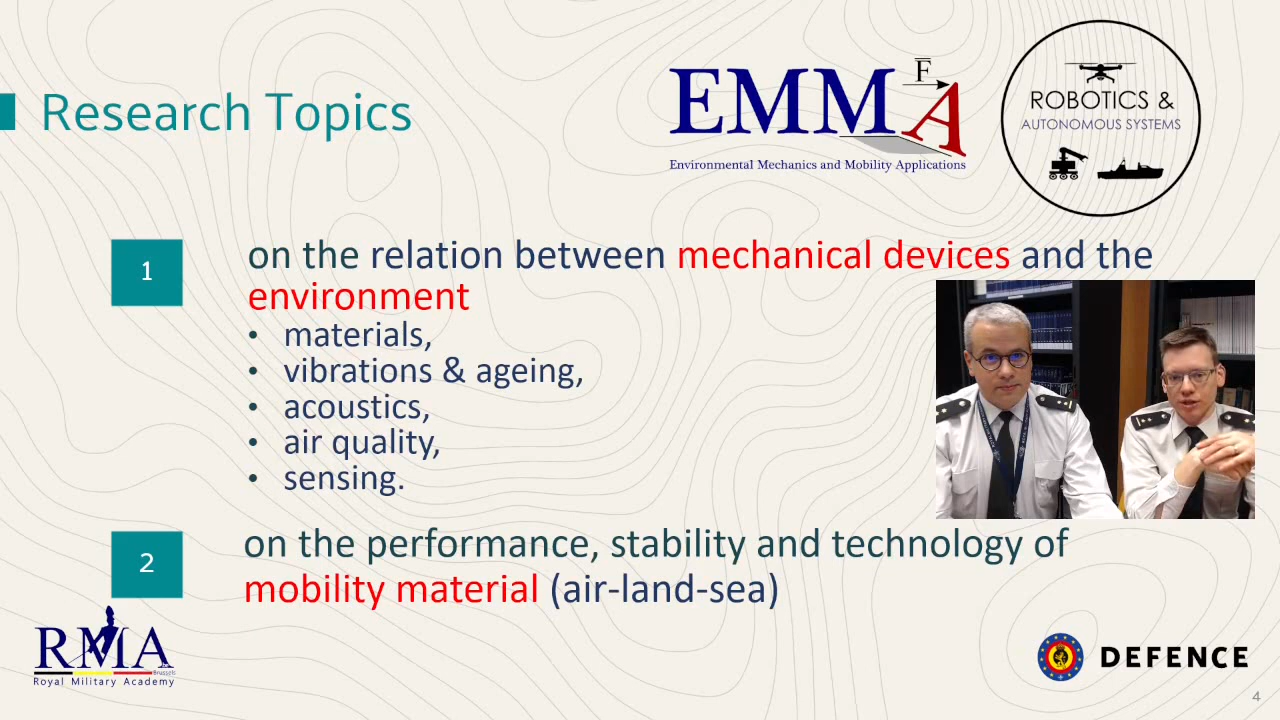 Research Topics
EMMA
F
Environmental Mechanics and Mobility Applications
ROBOTICS &
AUTONOMOUS SYSTEMS
1
on the relation between mechanical devices and the
environment
• materials,
• vibrations & ageing,
• acoustics,
• air quality,
• sensing.
2
on the performance, stability and technology of
mobility material (air-land-sea)
RMA
Brussels
Royal Military Academy
DEFENCE
4